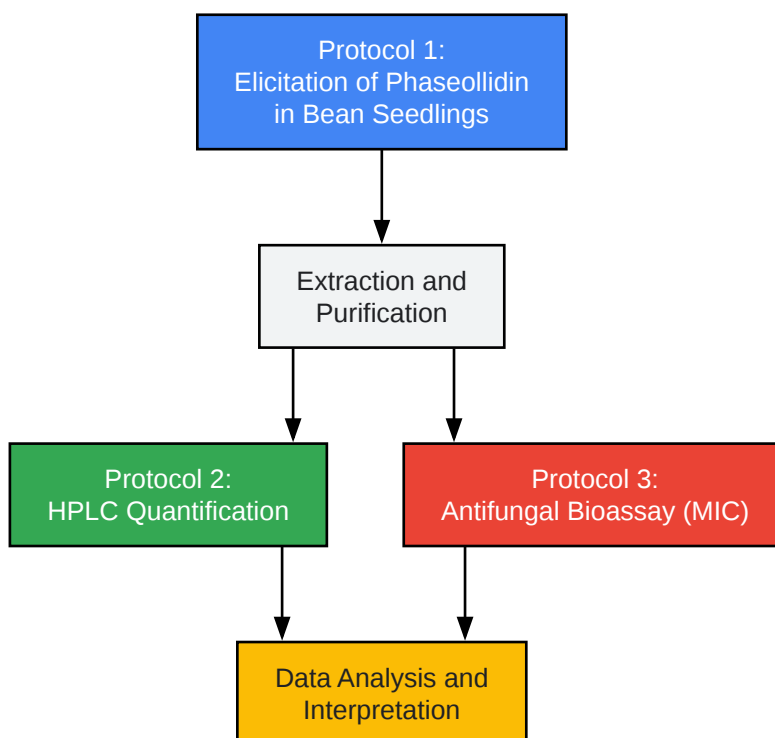 Protocol 1:
Elicitation of Phaseollidin
in Bean Seedlings
Extraction and
Purification
Protocol 2:
HPLC Quantification
Protocol 3:
Antifungal Bioassay (MIC)
Data Analysis and
Interpretation